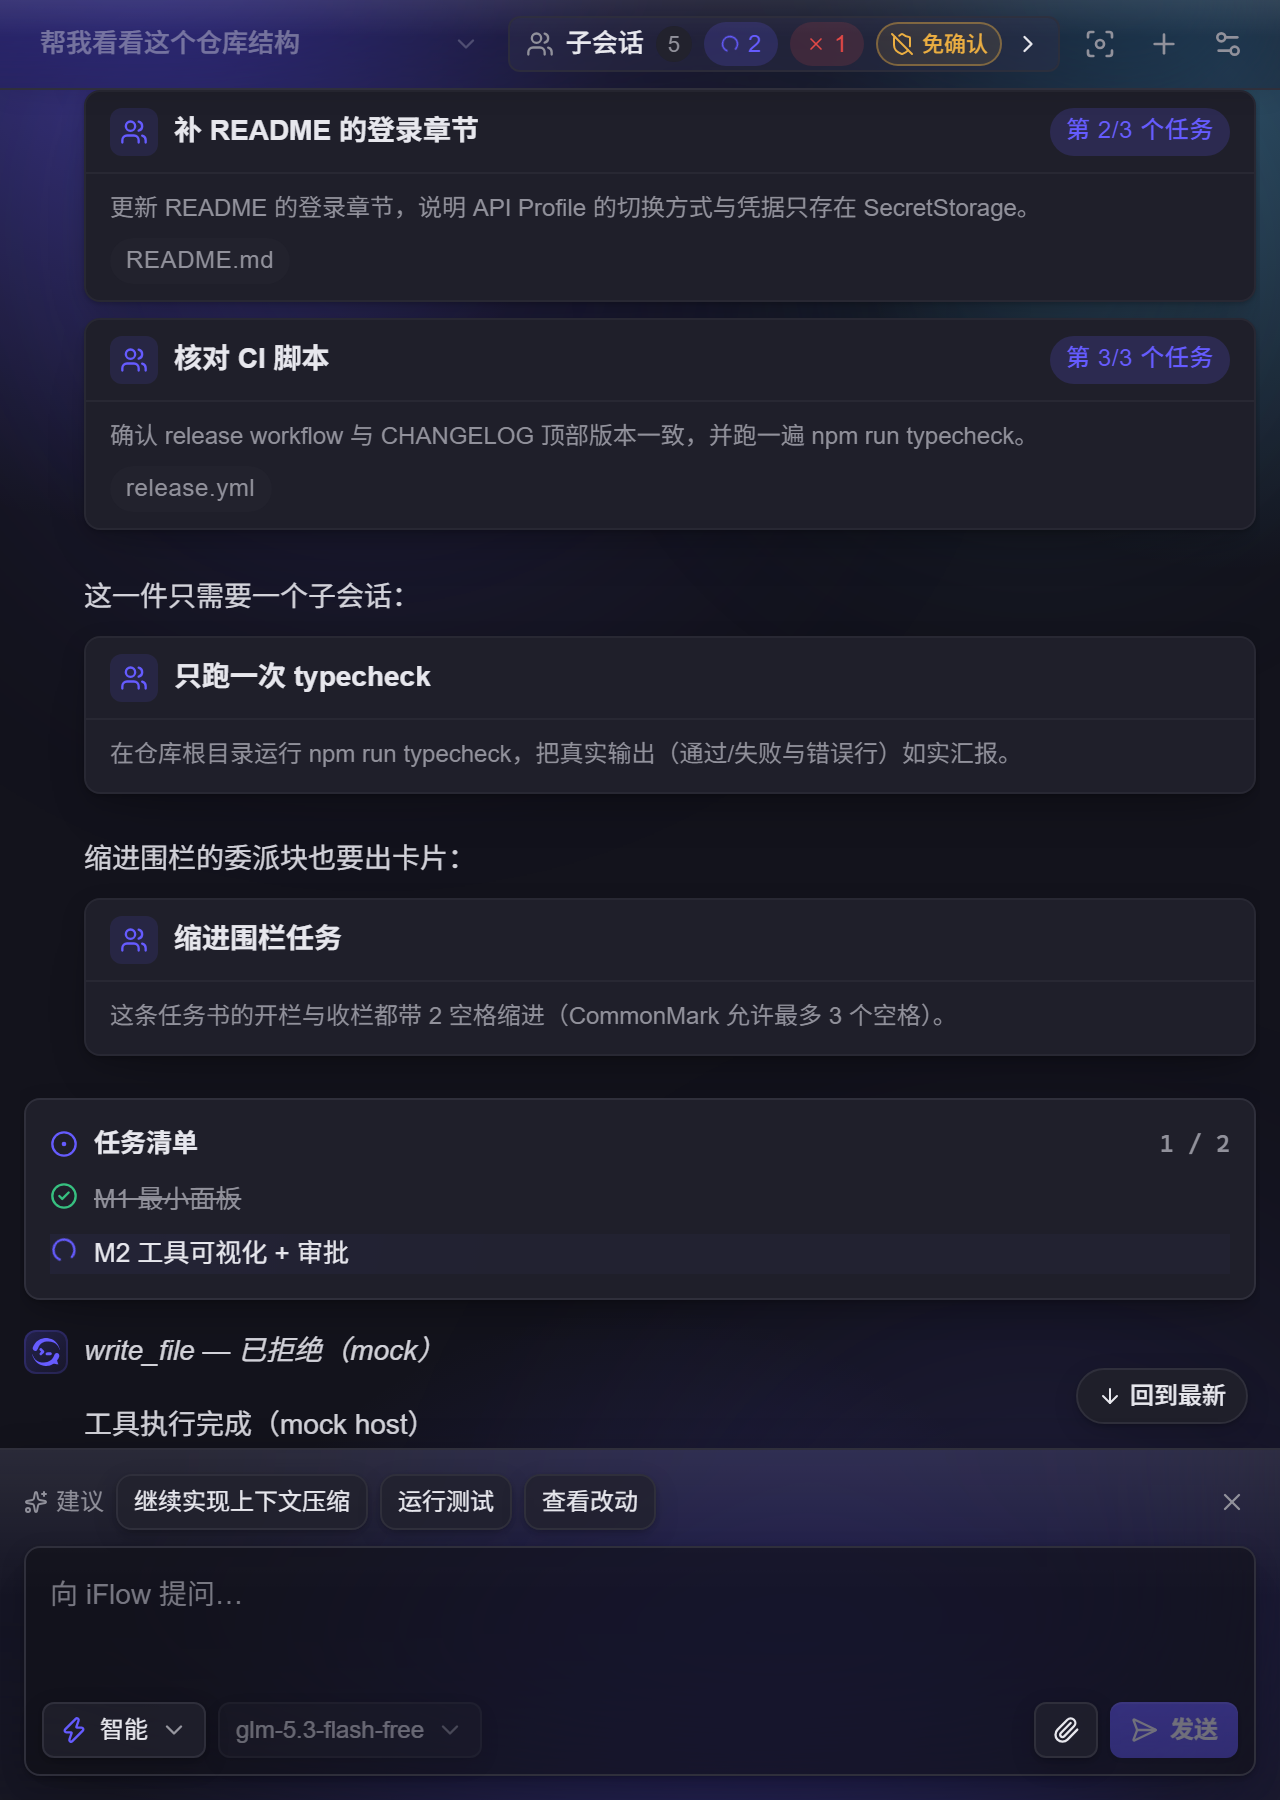 帮我看看这个仓库结构
子会话 5 2 × 1 免确认
补 README 的登录章节
第 2/3 个任务
更新 README 的登录章节，说明 API Profile 的切换方式与凭据只存在 SecretStorage。
README.md
核对 CI 脚本
第 3/3 个任务
确认 release workflow 与 CHANGELOG 顶部版本一致，并跑一遍 npm run typecheck。
release.yml
这一件只需要一个子会话：
只跑一次 typecheck
在仓库根目录运行 npm run typecheck，把真实输出（通过/失败与错误行）如实汇报。
缩进围栏的委派块也要出卡片：
缩进围栏任务
这条任务书的开栏与收栏都带 2 空格缩进（CommonMark 允许最多 3 个空格）。
任务清单
1 / 2
M1 最小面板
M2 工具可视化 + 审批
write_file — 已拒绝（mock）
回到最新
工具执行完成（mock host）
建议 继续实现上下文压缩 运行测试 查看改动
向 iFlow 提问…
智能 glm-5.3-flash-free 发送